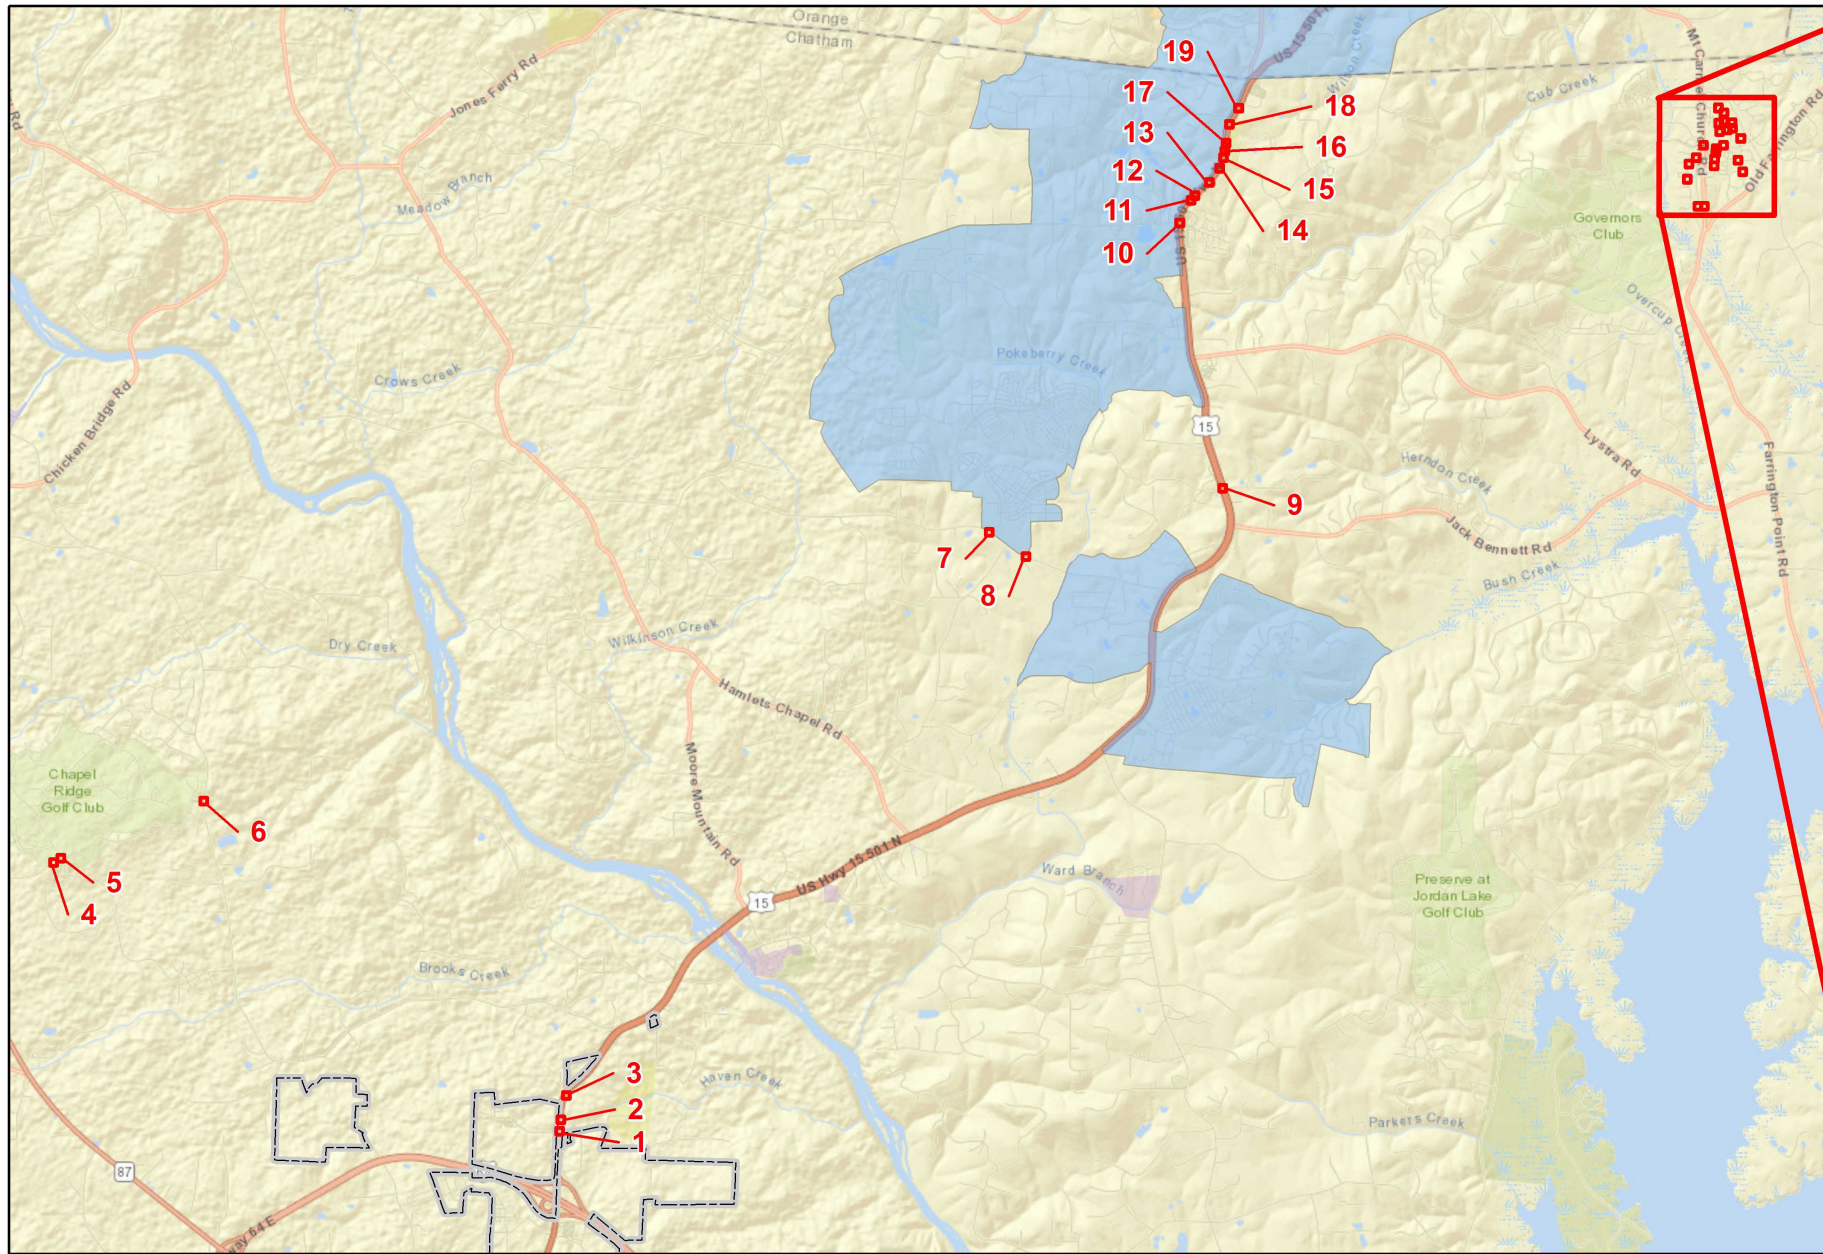 Orange
Chatham
US 15 501 N
Wilson Creek
Mt Carmel Church Rd
Cub Creek
Old Farrington Rd
Jones Ferry Rd
Rd
19
17
18
13
16
12
15
11
14
10
Governors
Club
Meadow Branch
Overcup Creek
Pokeberry Creek
Crows Creek
Chicken Bridge Rd
15
Lystra Rd
Herndon Creek
Farrington Point Rd
9
Jack Bennett Rd
7
8
Bush Creek
Wilkinson Creek
Dry Creek
Hamlets Chapel Rd
Moore Mountain Rd
Chapel
Ridge
Golf Club
6
5
4
US Hwy 15 501 N
15
Ward Branch
Preserve at
Jordan Lake
Golf Club
Brooks Creek
3
Haven Creek
2
1
Parkers Creek
87
way 64 E